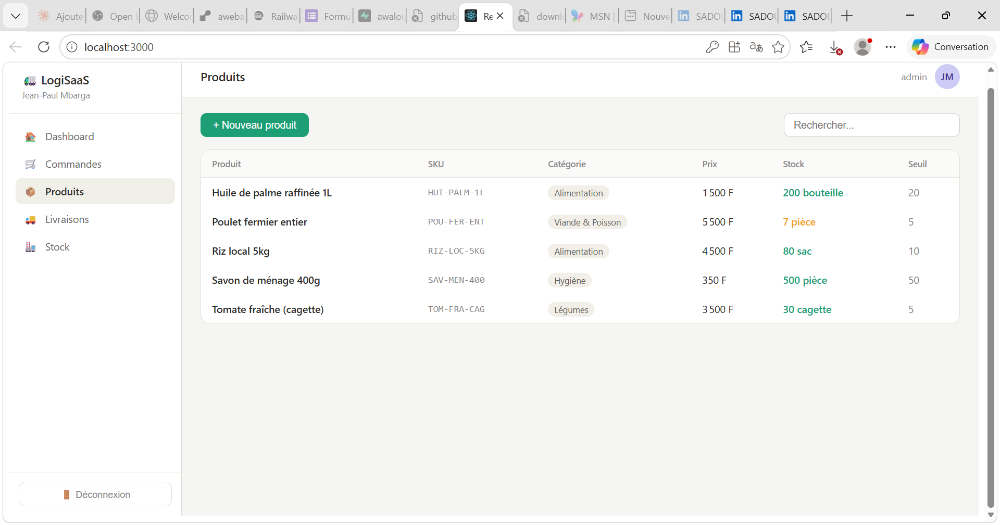 Ajoute
Open
Welcor
aweba
Railwa
Formu
awalou
github
Re
downl
MSN |
Nouve
SADOU
SADOU
SADOU
localhost:3000
Conversation
LogiSaaS
Jean-Paul Mbarga
Produits
admin
JM
Dashboard
Commandes
Produits
Livraisons
Stock
Déconnexion
+ Nouveau produit
Rechercher...
Produit SKU Catégorie Prix Stock Seuil
Huile de palme raffinée 1L HUI-PALM-1L Alimentation 1 500 F 200 bouteille 20
Poulet fermier entier POU-FER-ENT Viande & Poisson 5 500 F 7 pièce 5
Riz local 5kg RIZ-LOC-5KG Alimentation 4 500 F 80 sac 10
Savon de ménage 400g SAV-MEN-400 Hygiène 350 F 500 pièce 50
Tomate fraîche (cagette) TOM-FRA-CAG Légumes 3 500 F 30 cagette 5